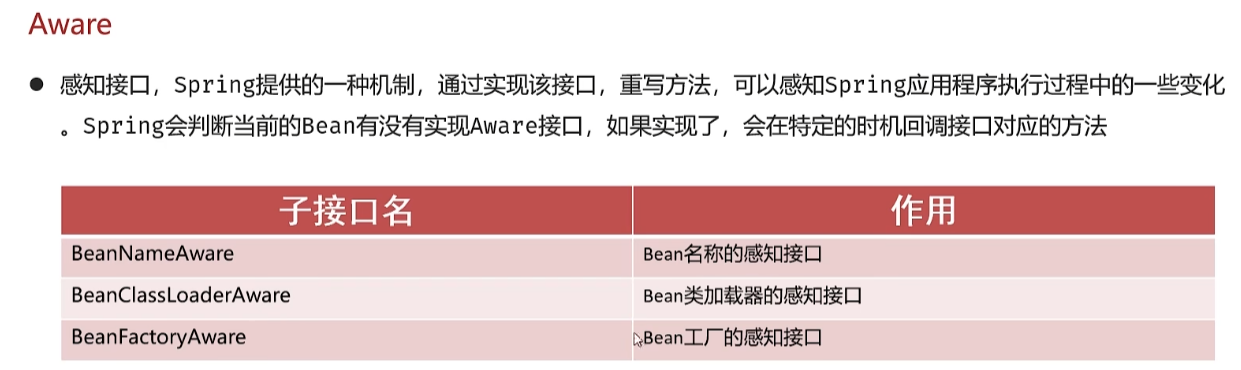 Aware
● 感知接口，Spring提供的一种机制，通过实现该接口，重写方法，可以感知Spring应用程序执行过程中的一些变化
。Spring会判断当前的Bean有没有实现Aware接口，如果实现了，会在特定的时机回调接口对应的方法
子接口名 作用
BeanNameAware Bean名称的感知接口
BeanClassLoaderAware Bean类加载器的感知接口
BeanFactoryAware Bean工厂的感知接口